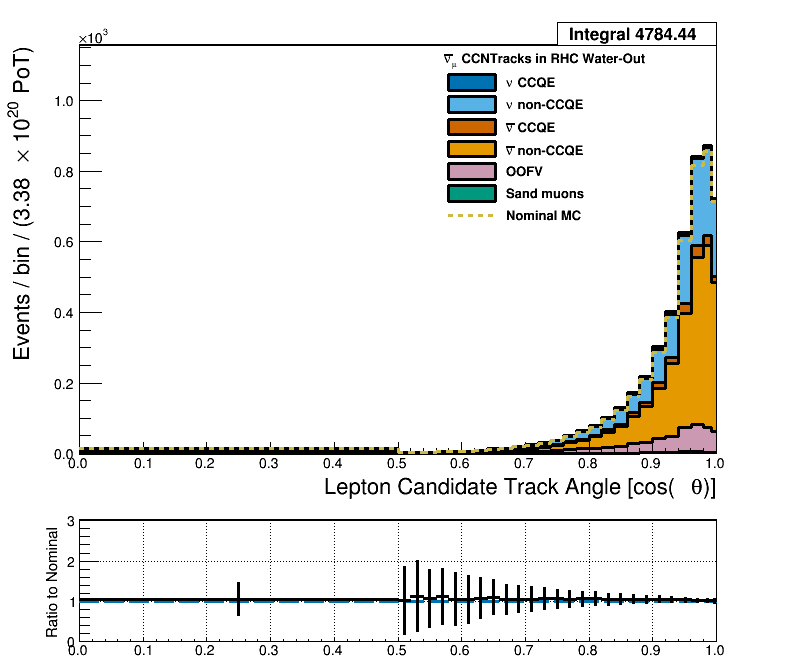 Integral 4784.44
×10³
ν̅μ CCNTracks in RHC Water-Out
ν CCQE
ν non-CCQE
ν̅ CCQE
ν̅ non-CCQE
OOFV
Sand muons
Nominal MC
Events / bin / (3.38 × 10²⁰ PoT)
1.0
0.8
0.6
0.4
0.2
0.0
0.0 0.1 0.2 0.3 0.4 0.5 0.6 0.7 0.8 0.9 1.0
Lepton Candidate Track Angle [cos( θ)]
Ratio to Nominal
3
2
1
0
0.0 0.1 0.2 0.3 0.4 0.5 0.6 0.7 0.8 0.9 1.0